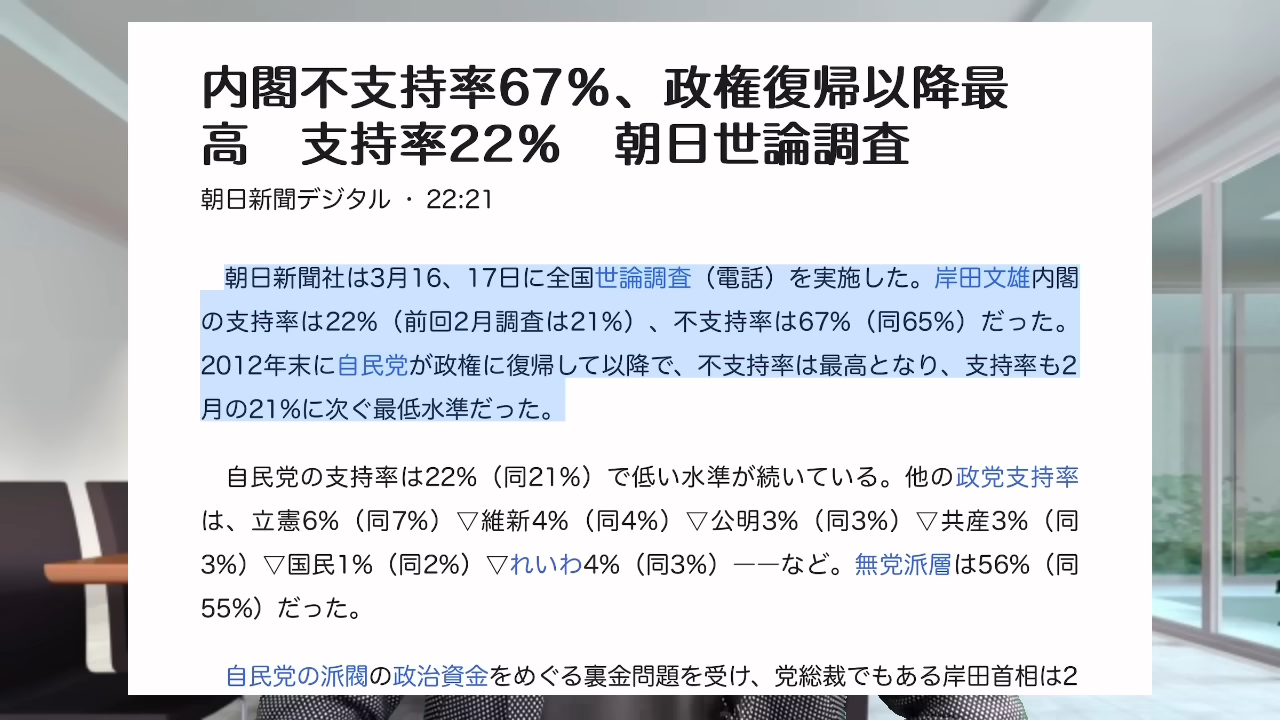 内閣不支持率67%、政権復帰以降最
高　支持率22%　朝日世論調査
朝日新聞デジタル ・ 22:21
朝日新聞社は3月16、17日に全国世論調査（電話）を実施した。岸田文雄内閣
の支持率は22%（前回2月調査は21%）、不支持率は67%（同65%）だった。
2012年末に自民党が政権に復帰して以降で、不支持率は最高となり、支持率も2
月の21%に次ぐ最低水準だった。
自民党の支持率は22%（同21%）で低い水準が続いている。他の政党支持率
は、立憲6%（同7%）▽維新4%（同4%）▽公明3%（同3%）▽共産3%（同
3%）▽国民1%（同2%）▽れいわ4%（同3%）――など。無党派層は56%（同
55%）だった。
自民党の派閥の政治資金をめぐる裏金問題を受け、党総裁でもある岸田首相は2